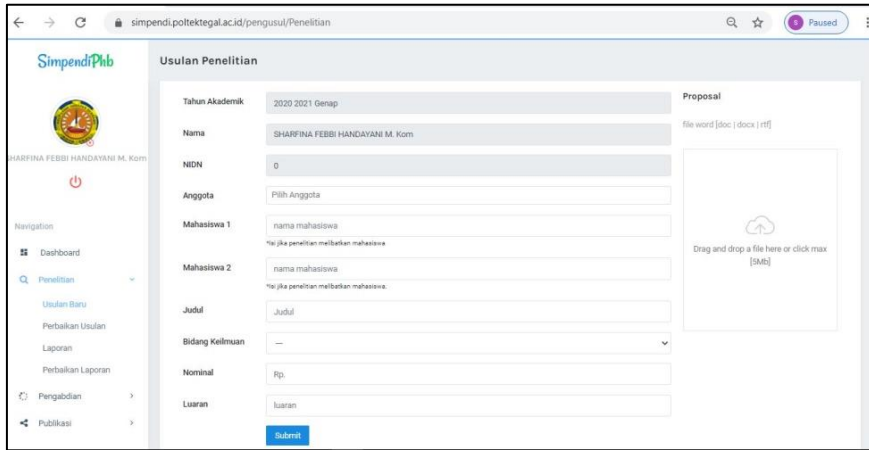 simpendi.poltektegal.ac.id/pengusul/Penelitian
S
Paused
SimpendiPhb
SHARFINA FEBBI HANDAYANI M. Kom
Navigation
Dashboard
Penelitian
Usulan Baru
Perbaikan Usulan
Laporan
Perbaikan Laporan
Pengabdian
Publikasi
Usulan Penelitian
Tahun Akademik
2020 2021 Genap
Nama
SHARFINA FEBBI HANDAYANI M. Kom
NIDN
0
Anggota
Pilih Anggota
Mahasiswa 1
nama mahasiswa
*isi jika penelitian melibatkan mahasiswa
Mahasiswa 2
nama mahasiswa
*isi jika penelitian melibatkan mahasiswa.
Judul
Judul
Bidang Keilmuan
---
Nominal
Rp.
Luaran
luaran
Submit
Proposal
file word [doc | docx | rtf]
Drag and drop a file here or click max
[5Mb]